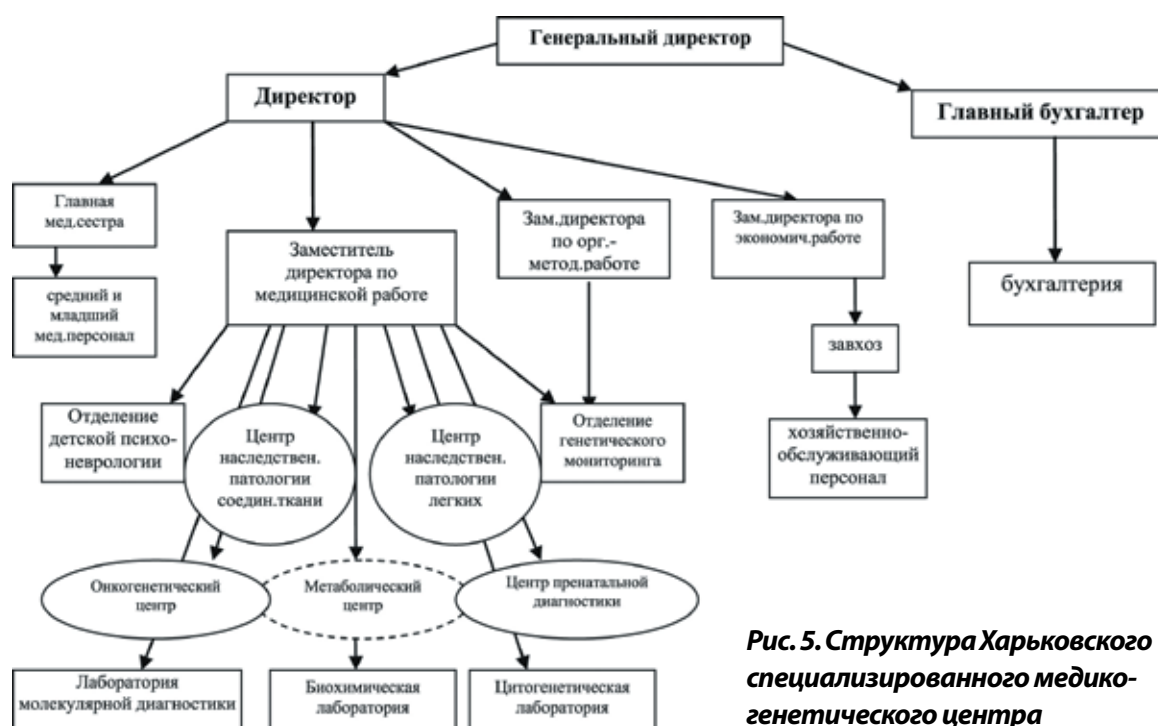 Генеральный директор
Директор
Главный бухгалтер
Главная
мед.сестра
Зам.директора
по орг.-
метод.работе
Зам.директора по
экономич.работе
Заместитель
директора по
медицинской работе
бухгалтерия
средний и
младший
мед.персонал
завхоз
Отделение
детской психо-
неврологии
Центр
наследствен.
патологии
соедин.ткани
Центр
наследствен.
патологии
легких
Отделение
генетического
мониторинга
хозяйственно-
обслуживающий
персонал
Онкогенетический
центр
Метаболический
центр
Центр пренатальной
диагностики
Лаборатория
молекулярной диагностики
Биохимическая
лаборатория
Цитогенетическая
лаборатория
Рис. 5. Структура Харьковского
специализированного медико-
генетического центра